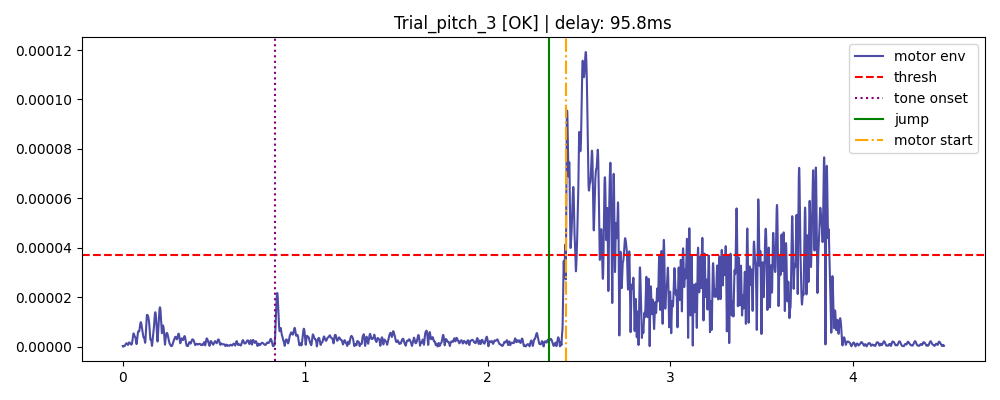 Trial_pitch_3 [OK] | delay: 95.8ms
0.00012
0.00010
0.00008
0.00006
0.00004
0.00002
0.00000
motor env
thresh
tone onset
jump
motor start
0 1 2 3 4